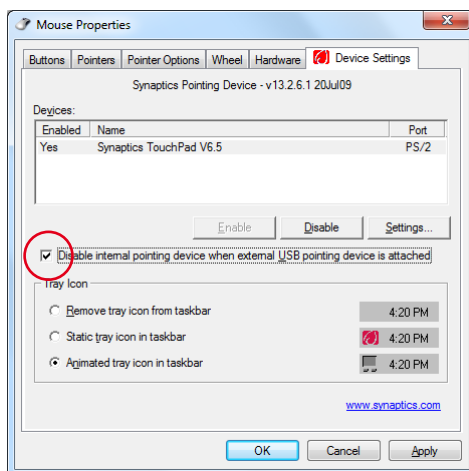 Mouse Properties
Buttons Pointers Pointer Options Wheel Hardware Device Settings
Synaptics Pointing Device - v13.2.6.1 20Jul09
Devices:
Enabled Name Port
Yes Synaptics TouchPad V6.5 PS/2
Enable Disable Settings...
Disable internal pointing device when external USB pointing device is attached
Tray Icon
Remove tray icon from taskbar 4:20 PM
Static tray icon in taskbar 4:20 PM
Animated tray icon in taskbar 4:20 PM
www.synaptics.com
OK Cancel Apply